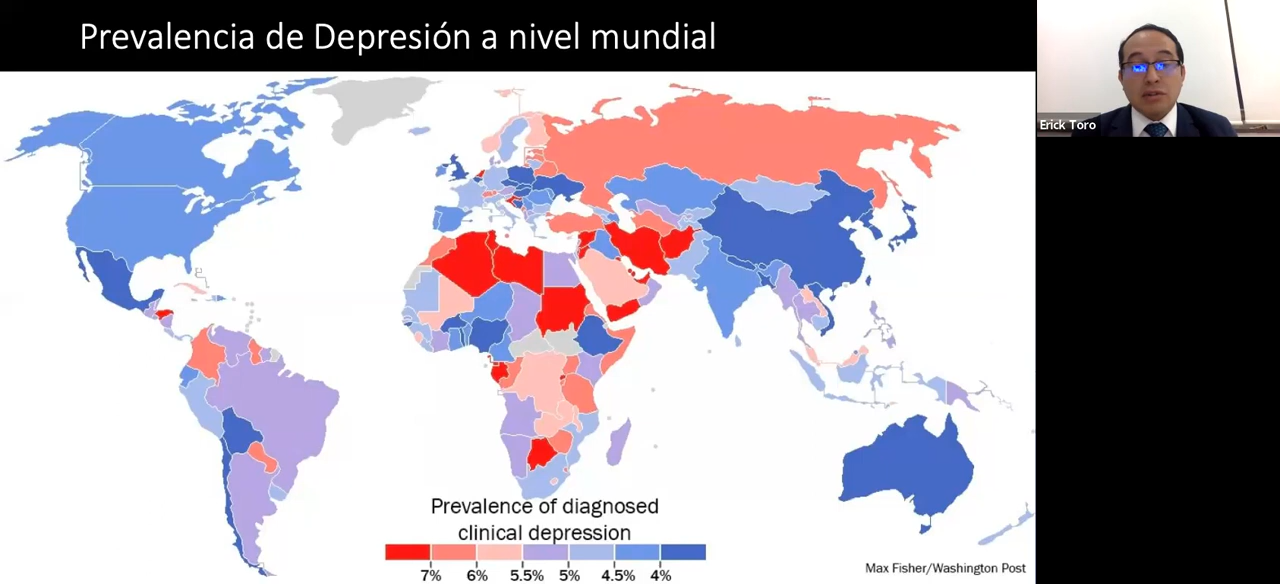 Prevalencia de Depresión a nivel mundial
Erick Toro
Prevalence of diagnosed
clinical depression
7% 6% 5.5% 5% 4.5% 4%
Max Fisher/Washington Post